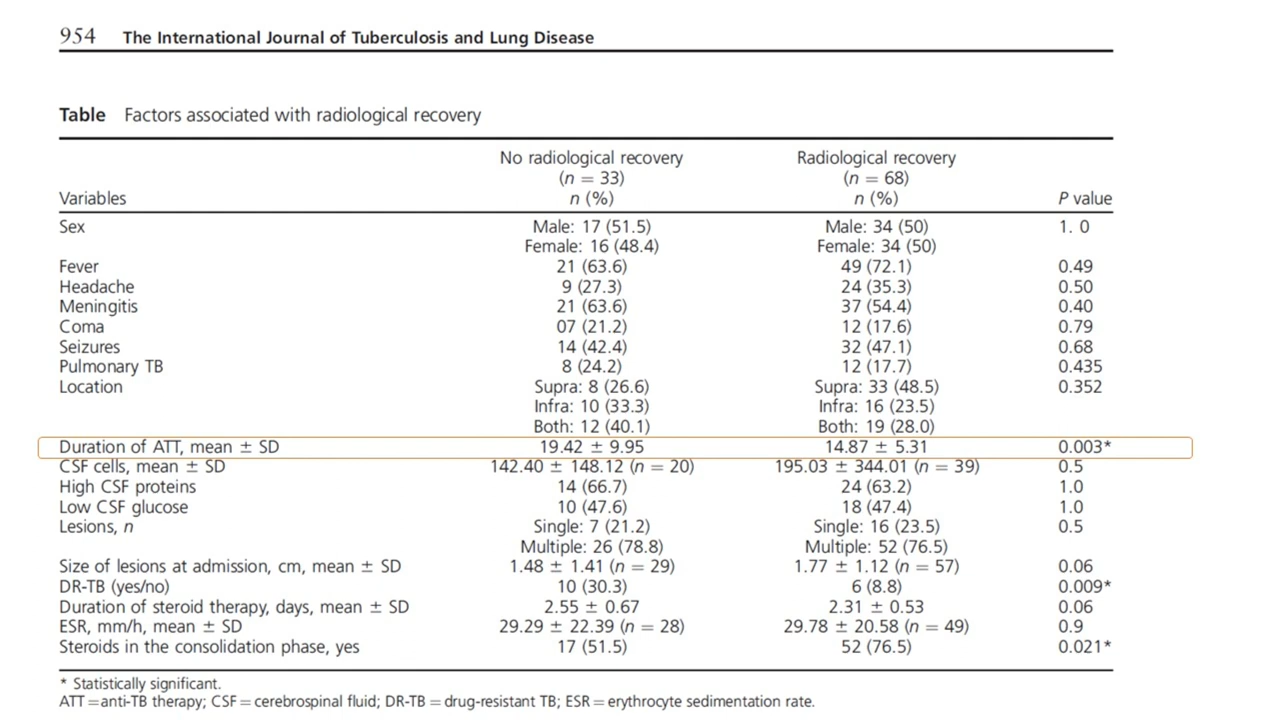 954 The International Journal of Tuberculosis and Lung Disease
Table Factors associated with radiological recovery
No radiological recovery Radiological recovery
(n = 33) (n = 68)
Variables n (%) n (%) P value
Sex Male: 17 (51.5) Male: 34 (50) 1. 0
Female: 16 (48.4) Female: 34 (50)
Fever 21 (63.6) 49 (72.1) 0.49
Headache 9 (27.3) 24 (35.3) 0.50
Meningitis 21 (63.6) 37 (54.4) 0.40
Coma 07 (21.2) 12 (17.6) 0.79
Seizures 14 (42.4) 32 (47.1) 0.68
Pulmonary TB 8 (24.2) 12 (17.7) 0.435
Location Supra: 8 (26.6) Supra: 33 (48.5) 0.352
Infra: 10 (33.3) Infra: 16 (23.5)
Both: 12 (40.1) Both: 19 (28.0)
Duration of ATT, mean ± SD 19.42 ± 9.95 14.87 ± 5.31 0.003*
CSF cells, mean ± SD 142.40 ± 148.12 (n = 20) 195.03 ± 344.01 (n = 39) 0.5
High CSF proteins 14 (66.7) 24 (63.2) 1.0
Low CSF glucose 10 (47.6) 18 (47.4) 1.0
Lesions, n Single: 7 (21.2) Single: 16 (23.5) 0.5
Multiple: 26 (78.8) Multiple: 52 (76.5)
Size of lesions at admission, cm, mean ± SD 1.48 ± 1.41 (n = 29) 1.77 ± 1.12 (n = 57) 0.06
DR-TB (yes/no) 10 (30.3) 6 (8.8) 0.009*
Duration of steroid therapy, days, mean ± SD 2.55 ± 0.67 2.31 ± 0.53 0.06
ESR, mm/h, mean ± SD 29.29 ± 22.39 (n = 28) 29.78 ± 20.58 (n = 49) 0.9
Steroids in the consolidation phase, yes 17 (51.5) 52 (76.5) 0.021*
* Statistically significant.
ATT = anti-TB therapy; CSF = cerebrospinal fluid; DR-TB = drug-resistant TB; ESR = erythrocyte sedimentation rate.